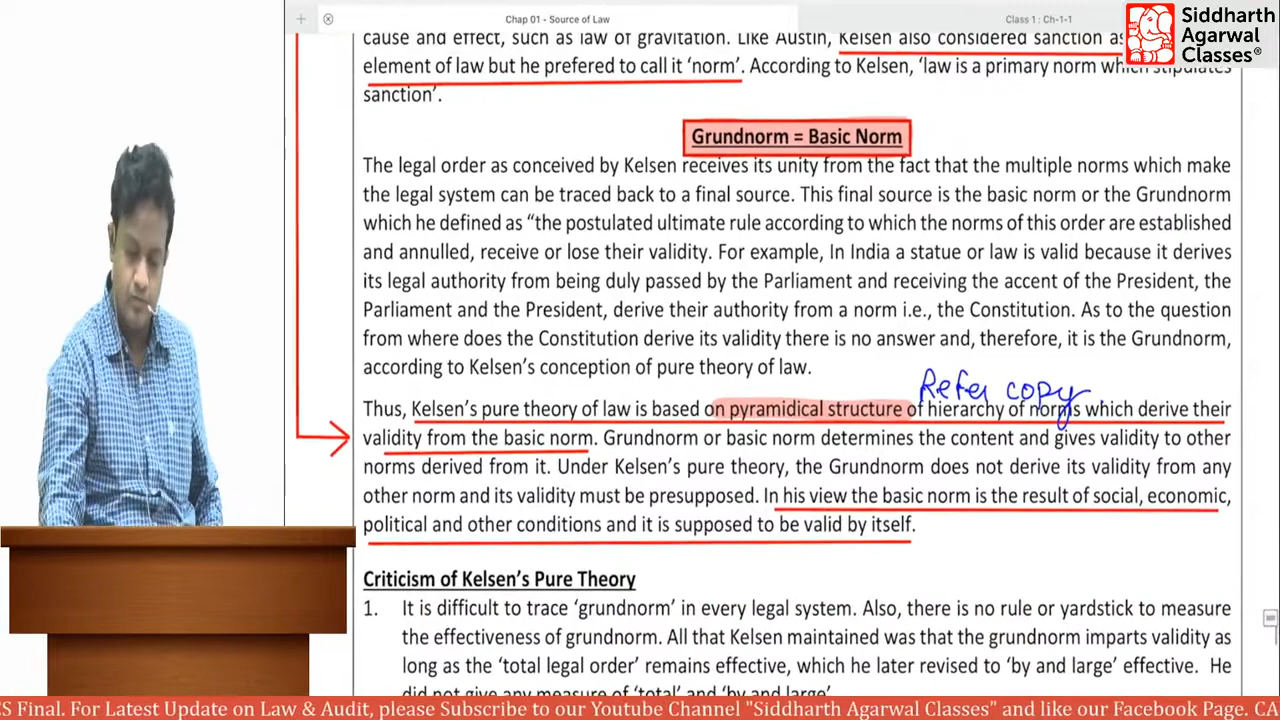 Chap 01 - Source of Law
Class 1 : Ch-1-1
Siddharth
Agarwal
Classes®
cause and effect, such as law of gravitation. Like Austin, Kelsen also considered sanction as
element of law but he prefered to call it ‘norm’. According to Kelsen, ‘law is a primary norm which stipulates
sanction’.
Grundnorm = Basic Norm
The legal order as conceived by Kelsen receives its unity from the fact that the multiple norms which make
the legal system can be traced back to a final source. This final source is the basic norm or the Grundnorm
which he defined as “the postulated ultimate rule according to which the norms of this order are established
and annulled, receive or lose their validity. For example, In India a statue or law is valid because it derives
its legal authority from being duly passed by the Parliament and receiving the accent of the President, the
Parliament and the President, derive their authority from a norm i.e., the Constitution. As to the question
from where does the Constitution derive its validity there is no answer and, therefore, it is the Grundnorm,
according to Kelsen’s conception of pure theory of law.
Refer copy
Thus, Kelsen’s pure theory of law is based on pyramidical structure of hierarchy of norms which derive their
validity from the basic norm. Grundnorm or basic norm determines the content and gives validity to other
norms derived from it. Under Kelsen’s pure theory, the Grundnorm does not derive its validity from any
other norm and its validity must be presupposed. In his view the basic norm is the result of social, economic,
political and other conditions and it is supposed to be valid by itself.
Criticism of Kelsen’s Pure Theory
1. It is difficult to trace ‘grundnorm’ in every legal system. Also, there is no rule or yardstick to measure
the effectiveness of grundnorm. All that Kelsen maintained was that the grundnorm imparts validity as
long as the ‘total legal order’ remains effective, which he later revised to ‘by and large’ effective. He
did not give any measure of ‘total’ and ‘by and large’
CS Final. For Latest Update on Law & Audit, please Subscribe to our Youtube Channel "Siddharth Agarwal Classes" and like our Facebook Page. CA